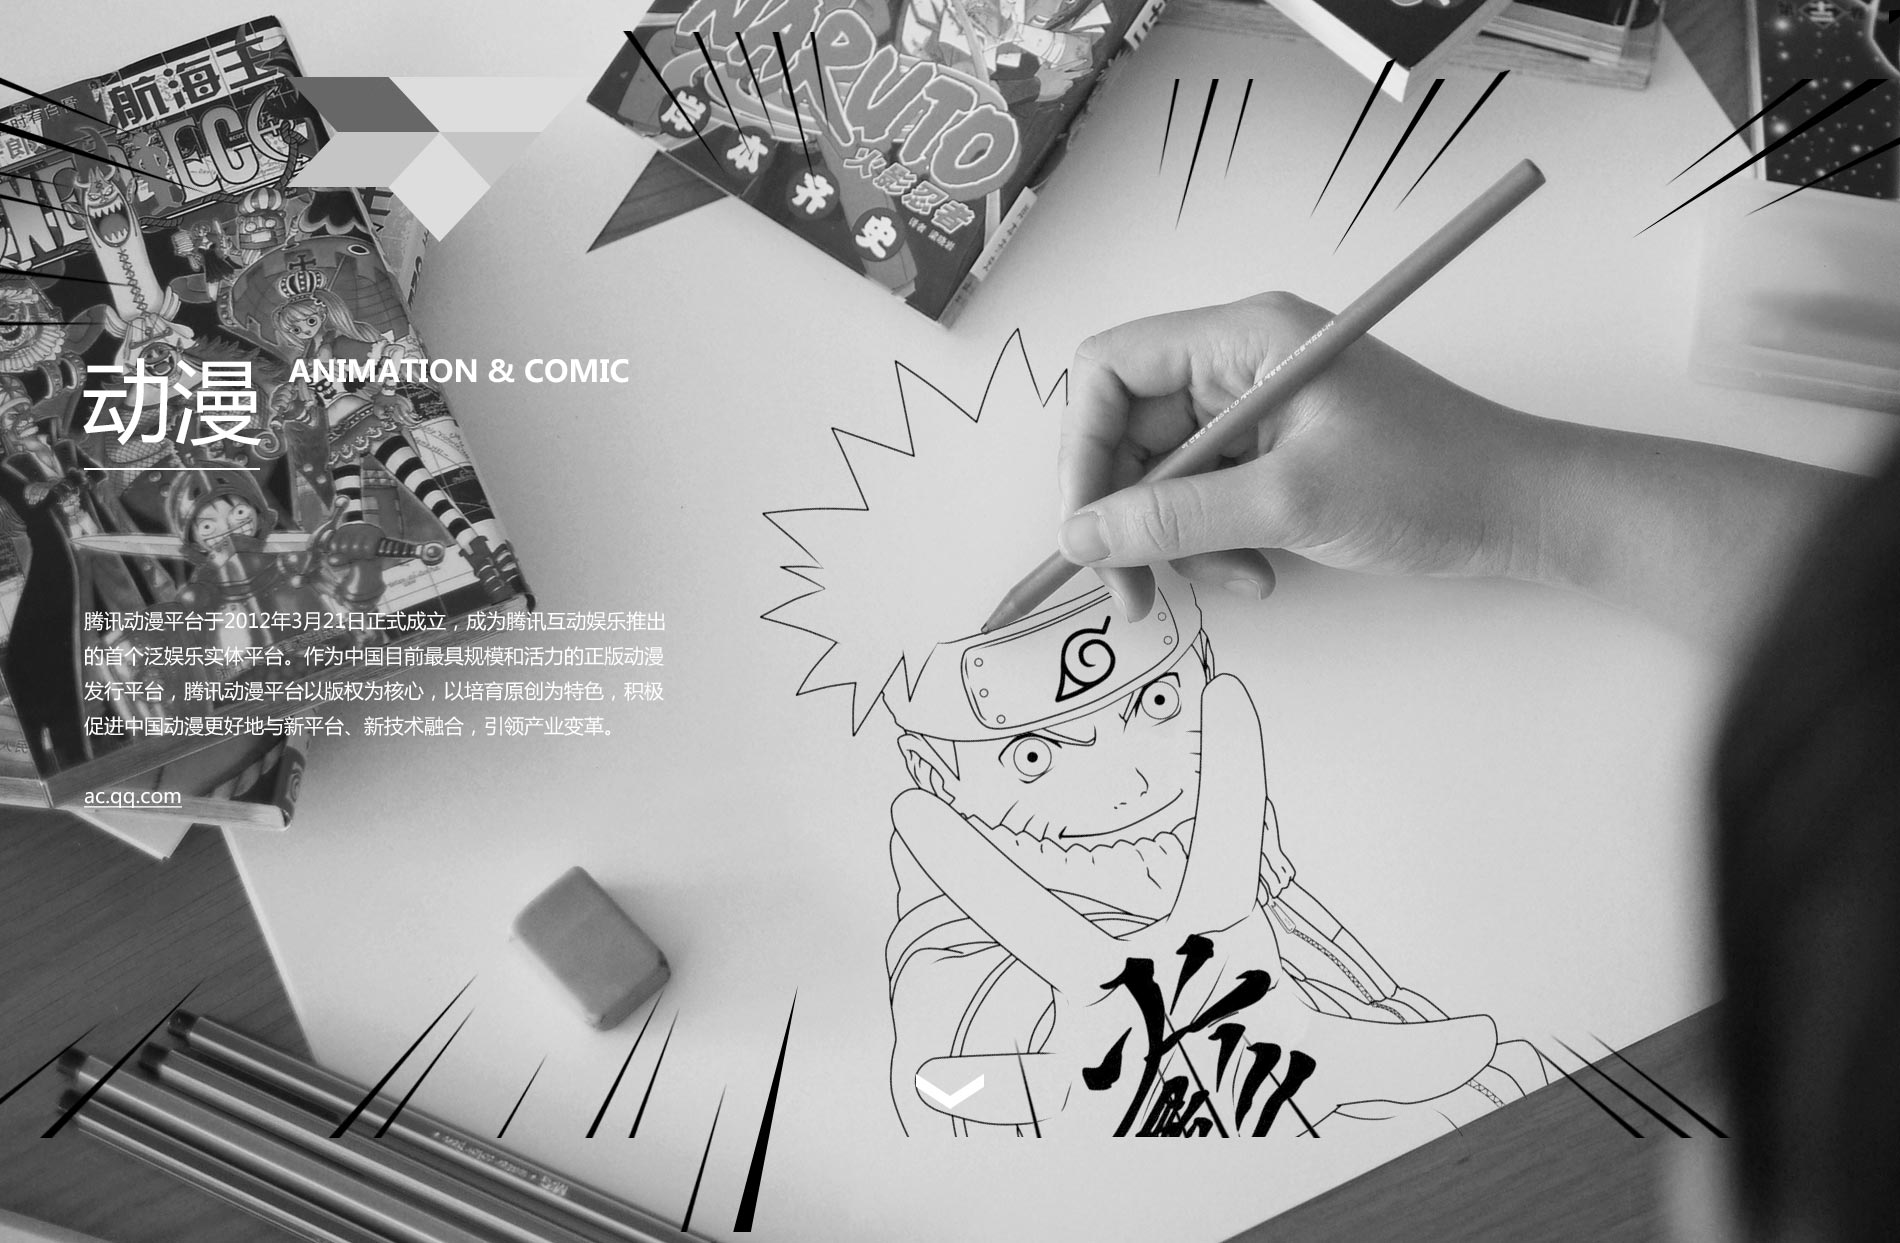 航海王
NARUTO
火影忍者
岸本齐史
动漫
ANIMATION & COMIC
腾讯动漫平台于2012年3月21日正式成立，成为腾讯互动娱乐推出
的首个泛娱乐实体平台。作为中国目前最具规模和活力的正版动漫
发行平台，腾讯动漫平台以版权为核心，以培育原创为特色，积极
促进中国动漫更好地与新平台、新技术融合，引领产业变革。
ac.qq.com